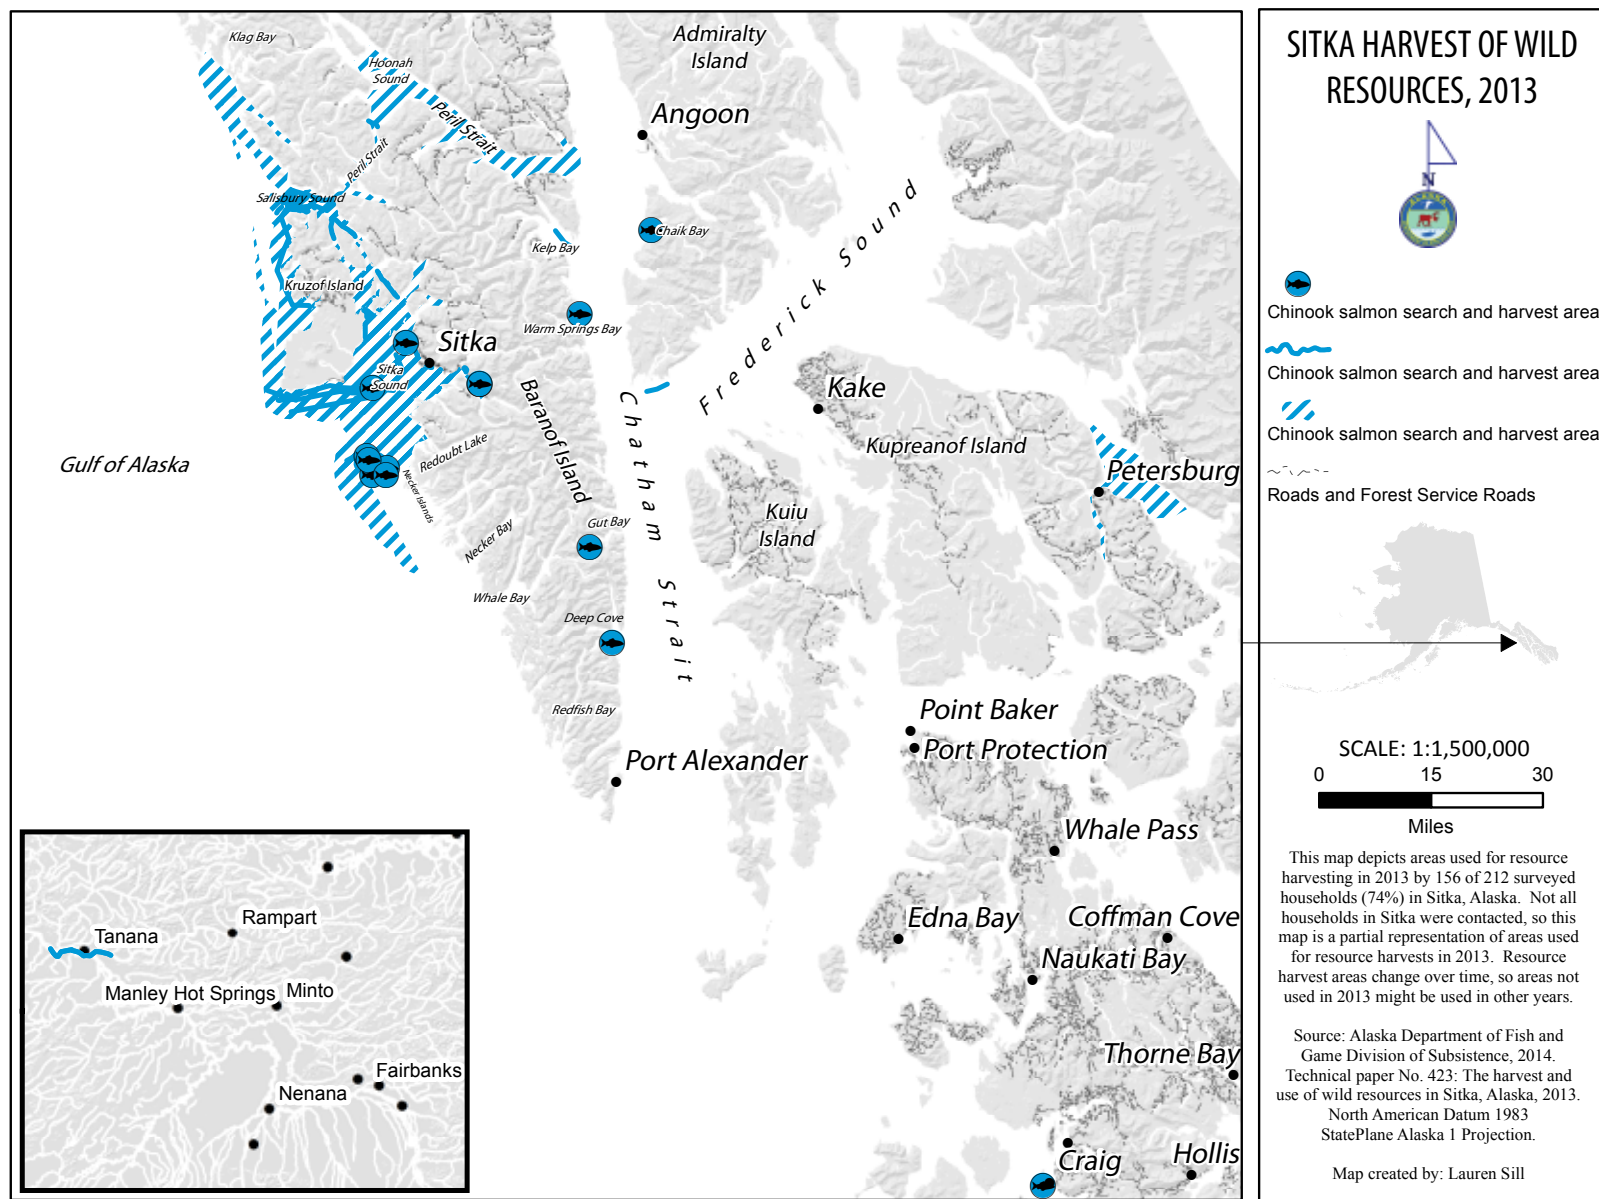 Klag Bay
Hoonah
Sound
Peril Strait
Peril Strait
Salisbury Sound
Kruzof Island
Sitka
Sitka
Sound
Kelp Bay
Warm Springs Bay
Baranof Island
Redoubt Lake
Necker Islands
Necker Bay
Whale Bay
Gut Bay
Deep Cove
Redfish Bay
Port Alexander
Gulf of Alaska
Admiralty
Island
Angoon
Chaik Bay
Frederick Sound
Chatham Strait
Kake
Kupreanof Island
Petersburg
Kuiu
Island
Point Baker
Port Protection
Whale Pass
Edna Bay
Coffman Cove
Naukati Bay
Thorne Bay
Craig
Hollis
Rampart
Tanana
Manley Hot Springs
Minto
Fairbanks
Nenana
SITKA HARVEST OF WILD
RESOURCES, 2013
N
ALASKA
Chinook salmon search and harvest area
Chinook salmon search and harvest area
Chinook salmon search and harvest area
Roads and Forest Service Roads
SCALE: 1:1,500,000
0 15 30
Miles
This map depicts areas used for resource
harvesting in 2013 by 156 of 212 surveyed
households (74%) in Sitka, Alaska. Not all
households in Sitka were contacted, so this
map is a partial representation of areas used
for resource harvests in 2013. Resource
harvest areas change over time, so areas not
used in 2013 might be used in other years.
Source: Alaska Department of Fish and
Game Division of Subsistence, 2014.
Technical paper No. 423: The harvest and
use of wild resources in Sitka, Alaska, 2013.
North American Datum 1983
StatePlane Alaska 1 Projection.
Map created by: Lauren Sill